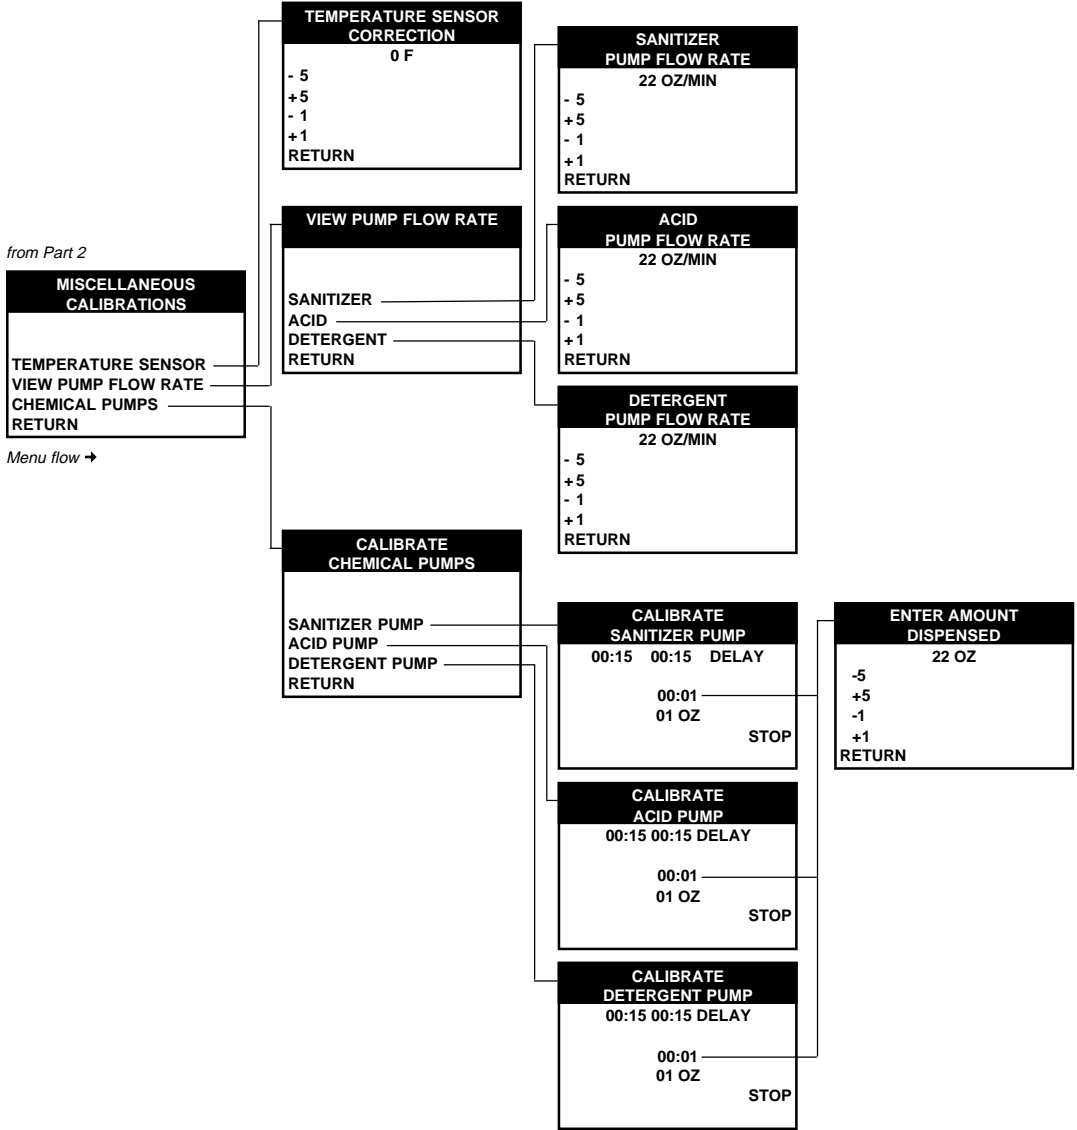 from Part 2
MISCELLANEOUS
CALIBRATIONS
TEMPERATURE SENSOR
VIEW PUMP FLOW RATE
CHEMICAL PUMPS
RETURN
Menu flow ➔
TEMPERATURE SENSOR
CORRECTION
0 F
- 5
+5
- 1
+1
RETURN
VIEW PUMP FLOW RATE
SANITIZER
ACID
DETERGENT
RETURN
CALIBRATE
CHEMICAL PUMPS
SANITIZER PUMP
ACID PUMP
DETERGENT PUMP
RETURN
SANITIZER
PUMP FLOW RATE
22 OZ/MIN
- 5
+5
- 1
+1
RETURN
ACID
PUMP FLOW RATE
22 OZ/MIN
- 5
+5
- 1
+1
RETURN
DETERGENT
PUMP FLOW RATE
22 OZ/MIN
- 5
+5
- 1
+1
RETURN
CALIBRATE
SANITIZER PUMP
00:15 00:15 DELAY
00:01
01 OZ
STOP
CALIBRATE
ACID PUMP
00:15 00:15 DELAY
00:01
01 OZ
STOP
CALIBRATE
DETERGENT PUMP
00:15 00:15 DELAY
00:01
01 OZ
STOP
ENTER AMOUNT
DISPENSED
22 OZ
-5
+5
-1
+1
RETURN